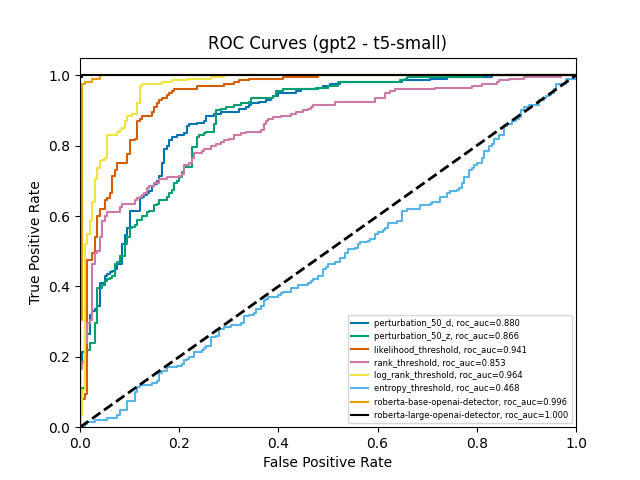 ROC Curves (gpt2 - t5-small)
True Positive Rate
1.0
0.8
0.6
0.4
0.2
0.0
perturbation_50_d, roc_auc=0.880
perturbation_50_z, roc_auc=0.866
likelihood_threshold, roc_auc=0.941
rank_threshold, roc_auc=0.853
log_rank_threshold, roc_auc=0.964
entropy_threshold, roc_auc=0.468
roberta-base-openai-detector, roc_auc=0.996
roberta-large-openai-detector, roc_auc=1.000
0.0 0.2 0.4 0.6 0.8 1.0
False Positive Rate